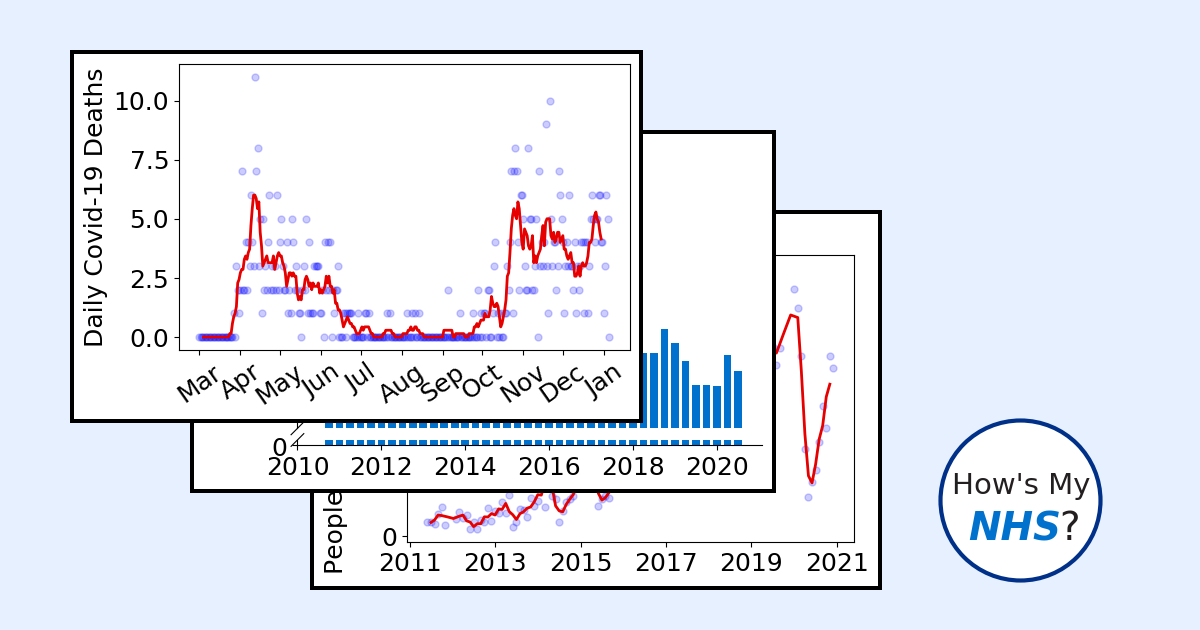 Daily Covid-19 Deaths
10.0
7.5
5.0
2.5
0.0
Mar Apr May Jun Jul Aug Sep Oct Nov Dec Jan
0
2010 2012 2014 2016 2018 2020
People
0
2011 2013 2015 2017 2019 2021
How's My
NHS?